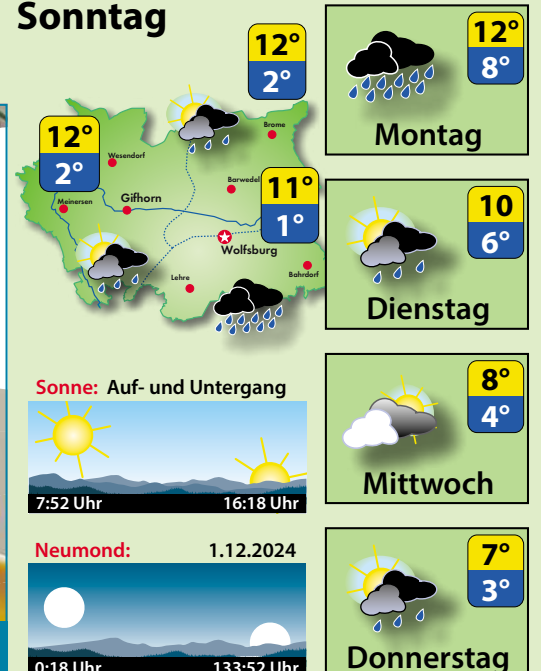 Sonntag
12°
2°
12°
2°
11°
1°
Brome
Wesendorf
Barwedel
Meinersen
Gifhorn
Wolfsburg
Lehre
Bahrdorf
Sonne: Auf- und Untergang
7:52 Uhr 16:18 Uhr
Neumond: 1.12.2024
0:18 Uhr 133:52 Uhr
12°
8°
Montag
10
6°
Dienstag
8°
4°
Mittwoch
7°
3°
Donnerstag